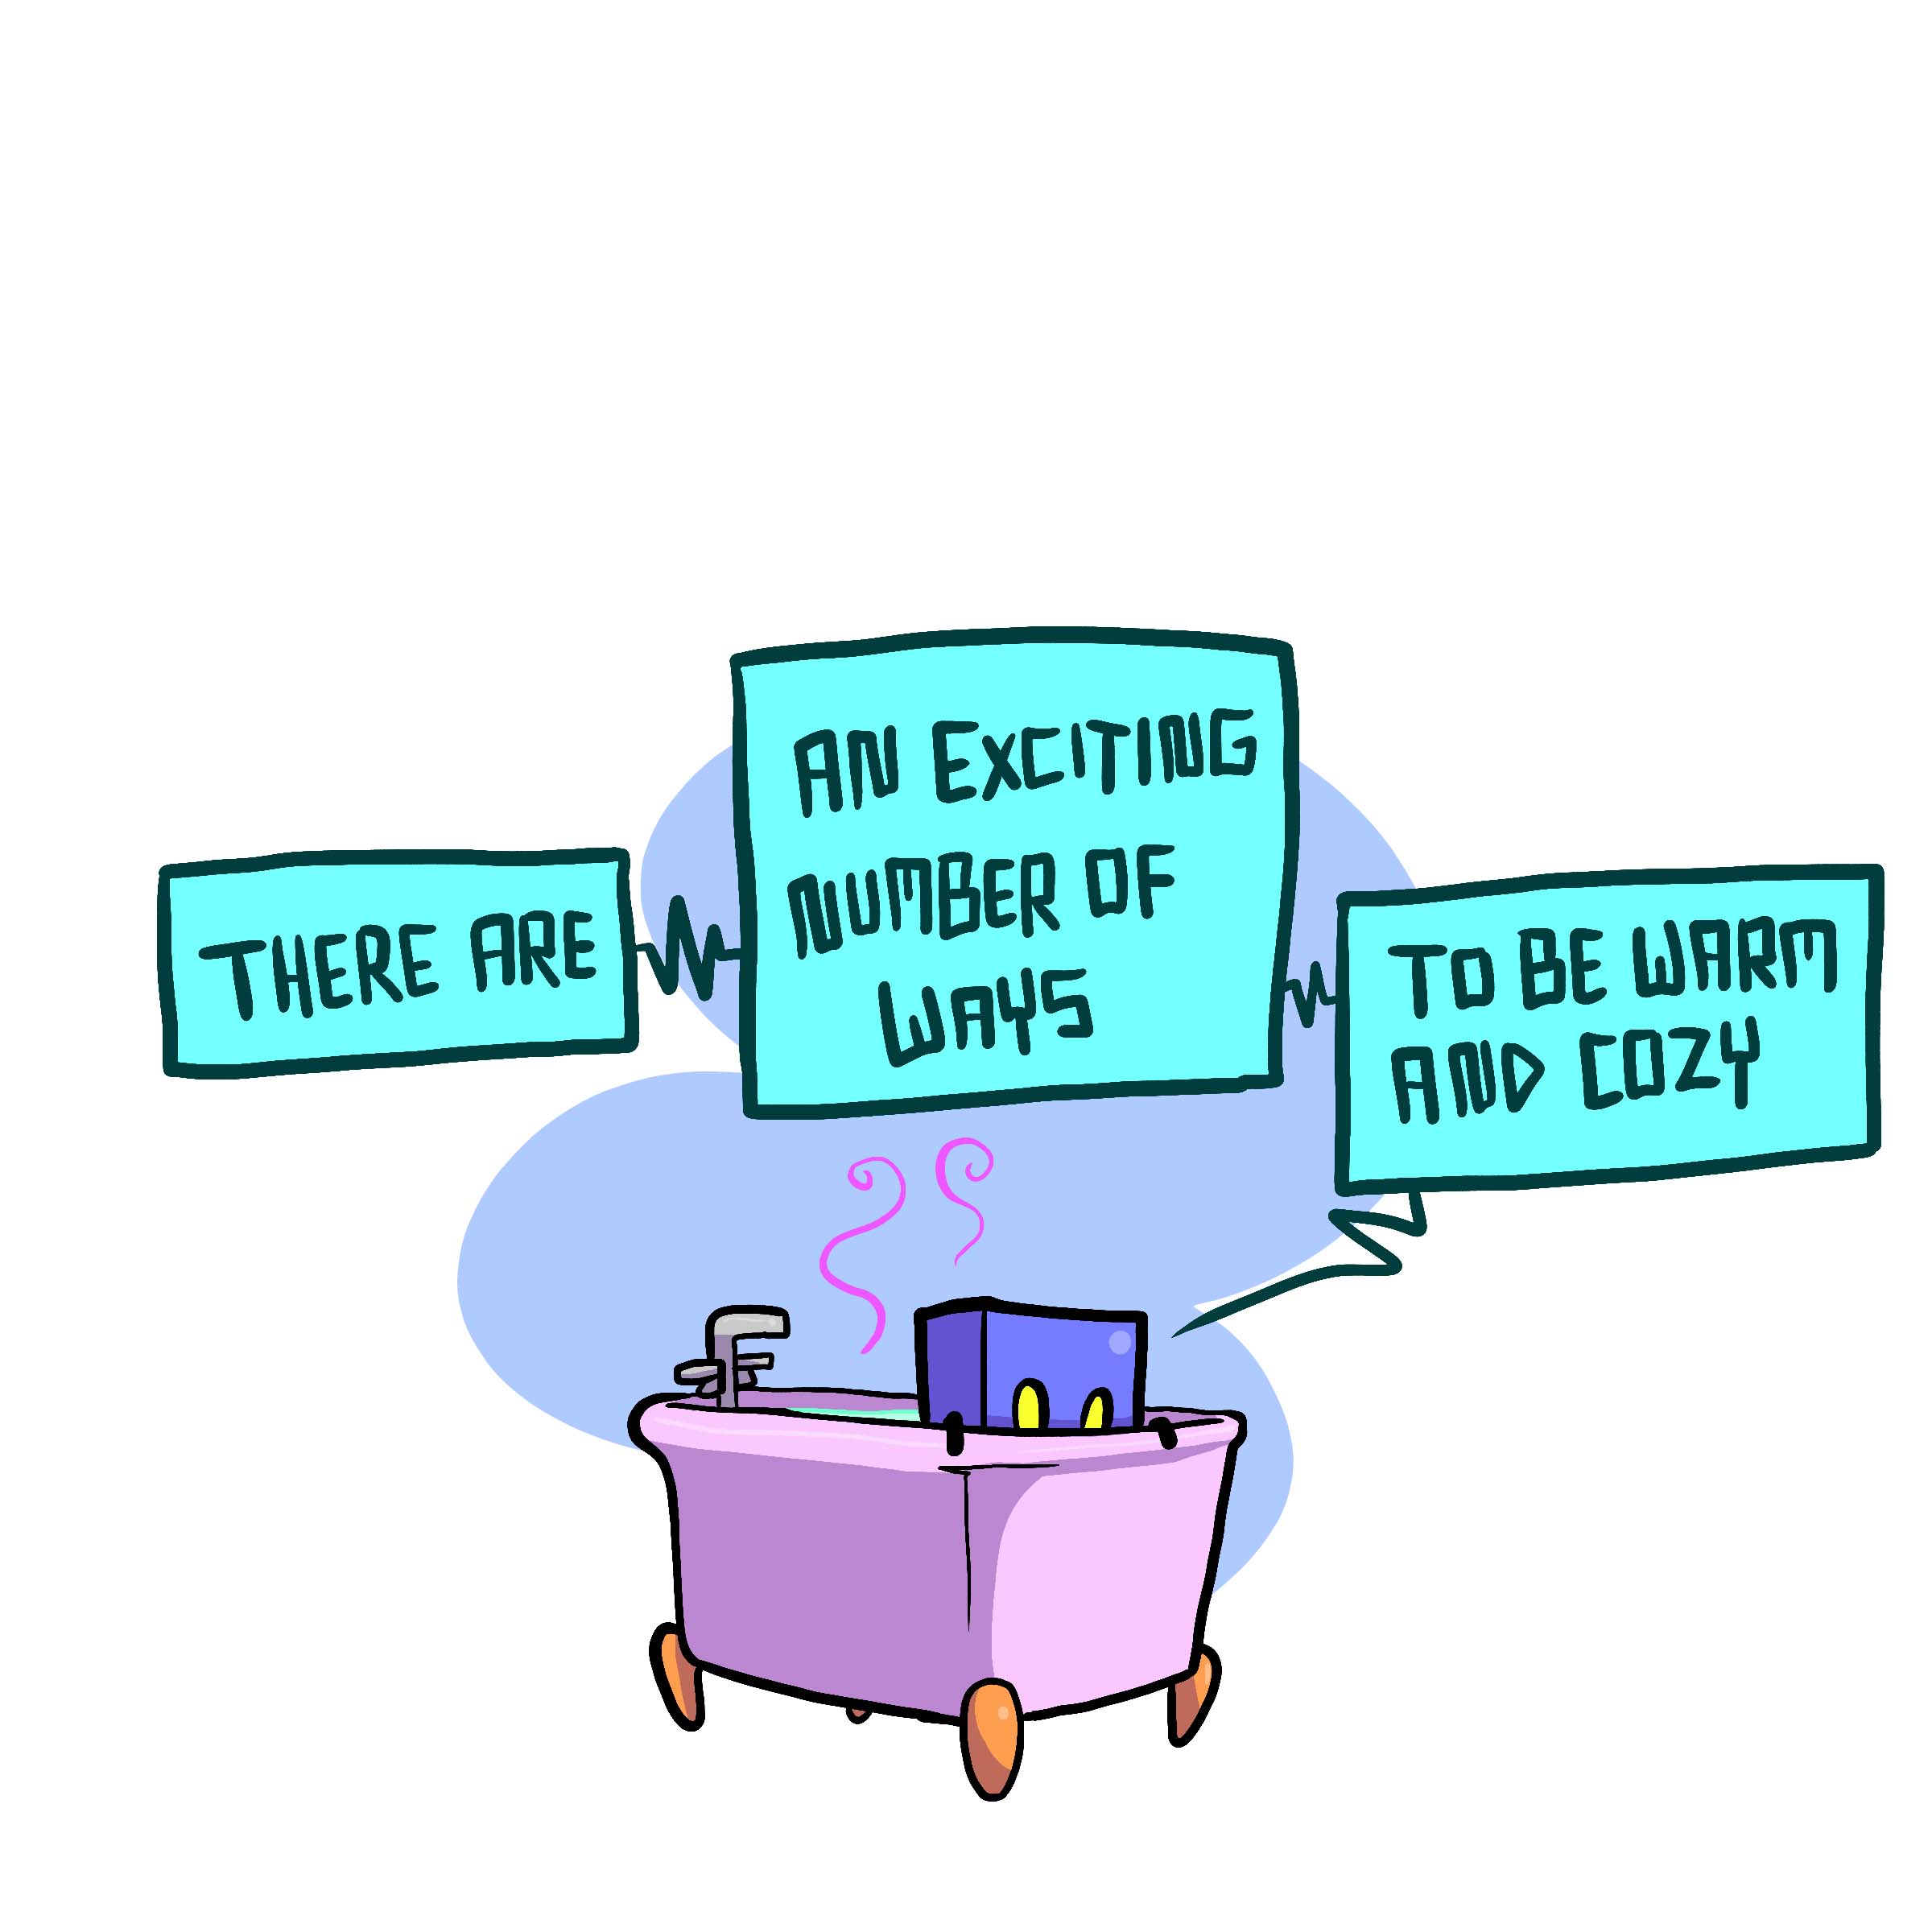 THERE ARE
AN EXCITING
NUMBER OF
WAYS
TO BE WARM
AND COZY